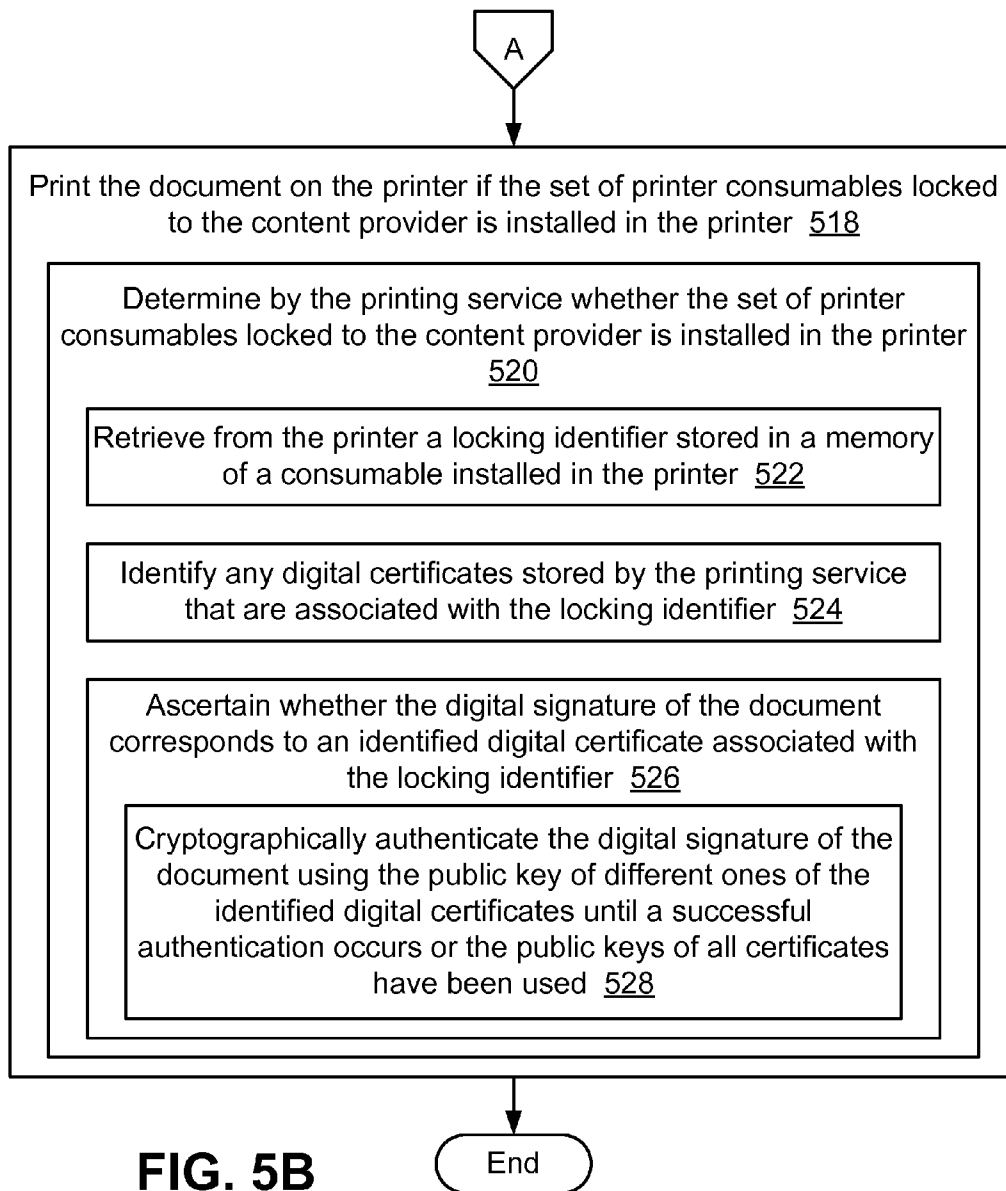 A
Print the document on the printer if the set of printer consumables locked
to the content provider is installed in the printer 518
Determine by the printing service whether the set of printer
consumables locked to the content provider is installed in the printer
520
Retrieve from the printer a locking identifier stored in a memory
of a consumable installed in the printer 522
Identify any digital certificates stored by the printing service
that are associated with the locking identifier 524
Ascertain whether the digital signature of the document
corresponds to an identified digital certificate associated with
the locking identifier 526
Cryptographically authenticate the digital signature of the
document using the public key of different ones of the
identified digital certificates until a successful
authentication occurs or the public keys of all certificates
have been used 528
FIG. 5B
End